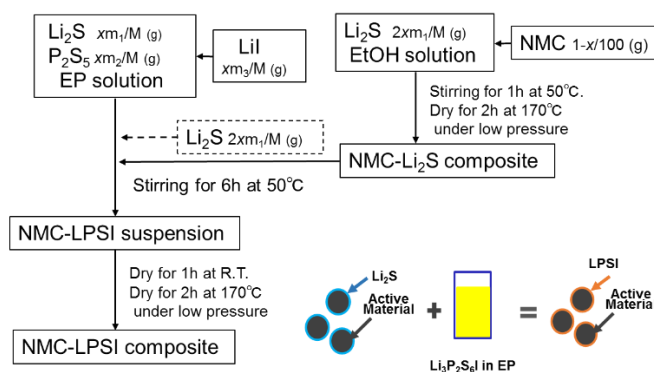 Li₂S xm₁/M (g)
P₂S₅ xm₂/M (g)
EP solution
LiI
xm₃/M (g)
Li₂S 2xm₁/M (g)
EtOH solution
NMC 1-x/100 (g)
Stirring for 1h at 50℃.
Dry for 2h at 170℃
under low pressure
Li₂S 2xm₁/M (g)
NMC-Li₂S composite
Stirring for 6h at 50℃
NMC-LPSI suspension
Dry for 1h at R.T.
Dry for 2h at 170℃
under low pressure
NMC-LPSI composite
Li₂S
Active
Material
+
Li₃P₂S₆I in EP
=
LPSI
Active
Material